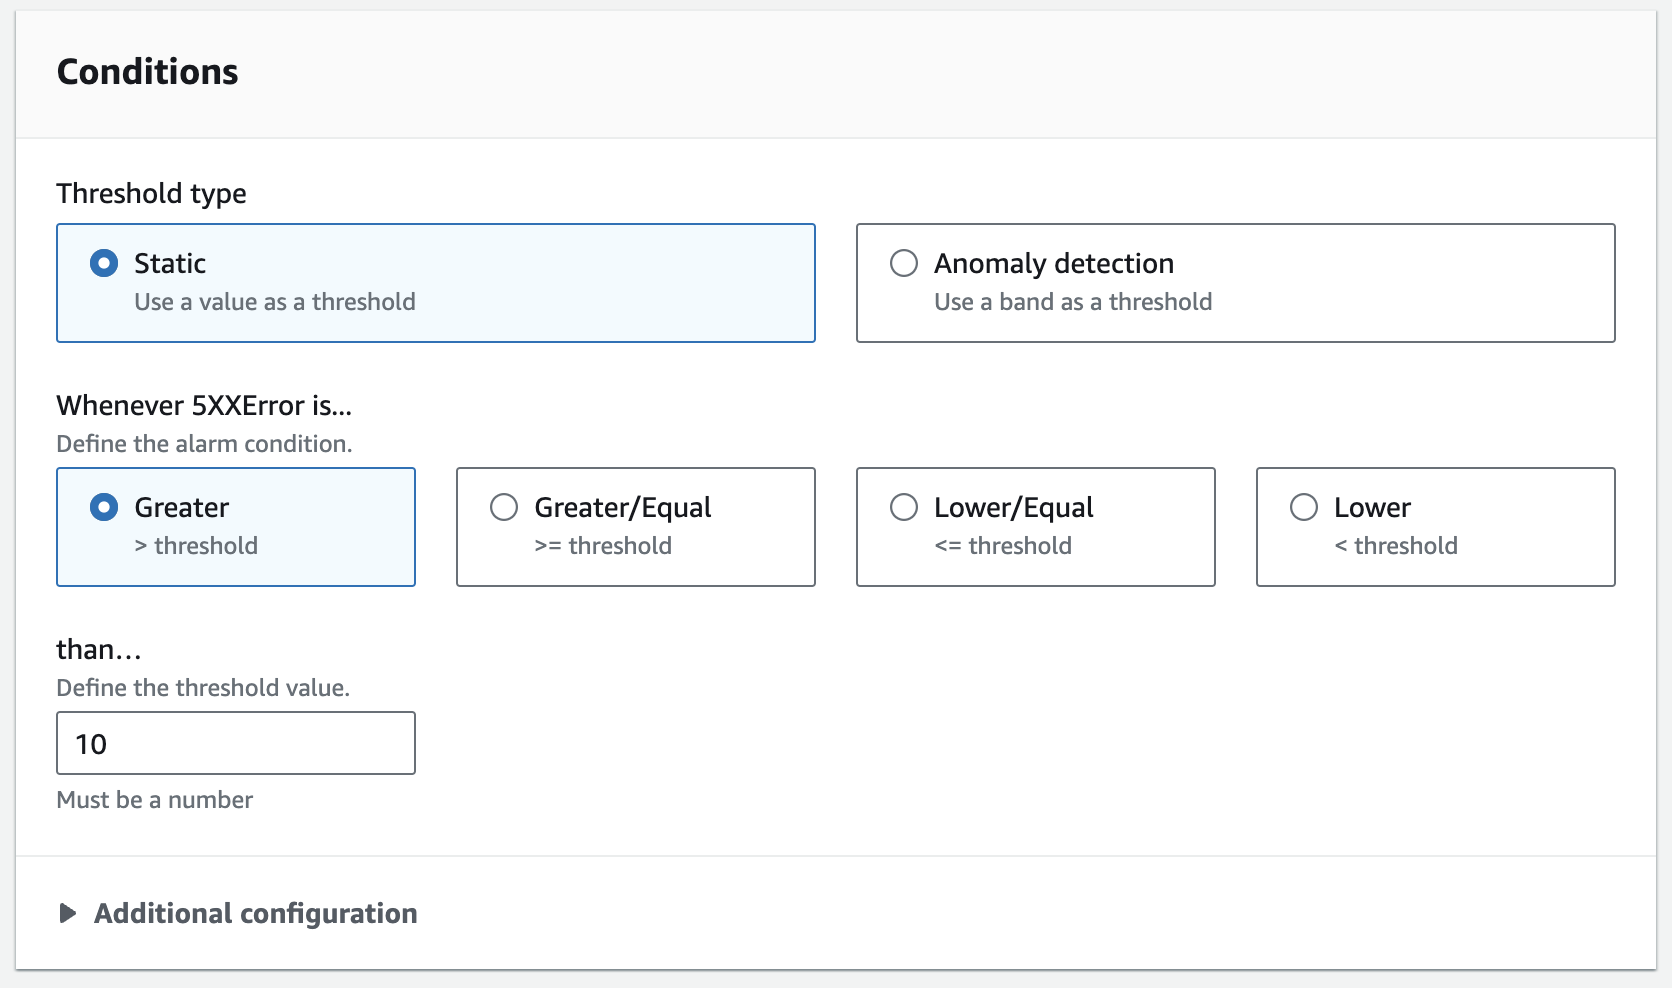 Conditions
Threshold type
Static
Use a value as a threshold
Anomaly detection
Use a band as a threshold
Whenever 5XXError is...
Define the alarm condition.
Greater
> threshold
Greater/Equal
>= threshold
Lower/Equal
<= threshold
Lower
< threshold
than…
Define the threshold value.
10
Must be a number
Additional configuration